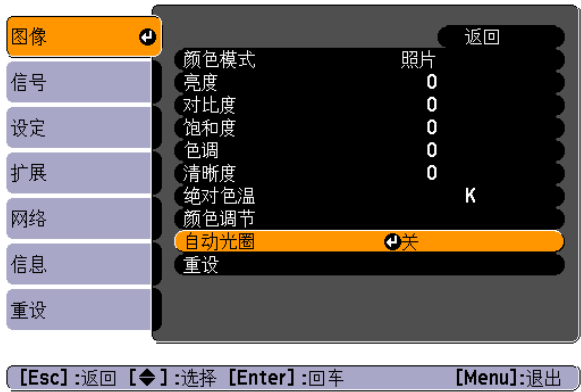 图像
信号
设定
扩展
网络
信息
重设
返回
颜色模式 照片
亮度 0
对比度 0
饱和度 0
色调 0
清晰度 0
绝对色温 K
颜色调节
自动光圈 关
重设
[Esc] :返回 [ ] :选择 [Enter] :回车 [Menu]:退出